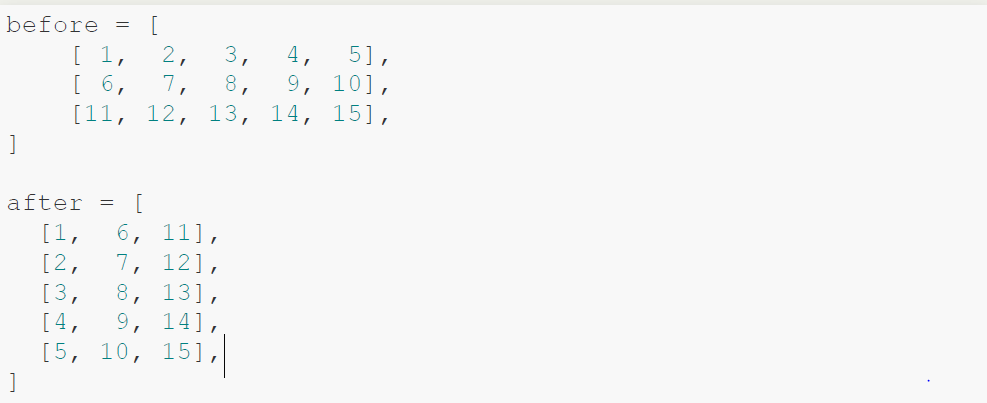 before = [
     [ 1,   2,   3,   4,   5],
     [ 6,   7,   8,   9, 10],
     [11, 12, 13, 14, 15],
]
after = [
  [1,   6, 11],
  [2,   7, 12],
  [3,   8, 13],
  [4,   9, 14],
  [5, 10, 15],
]